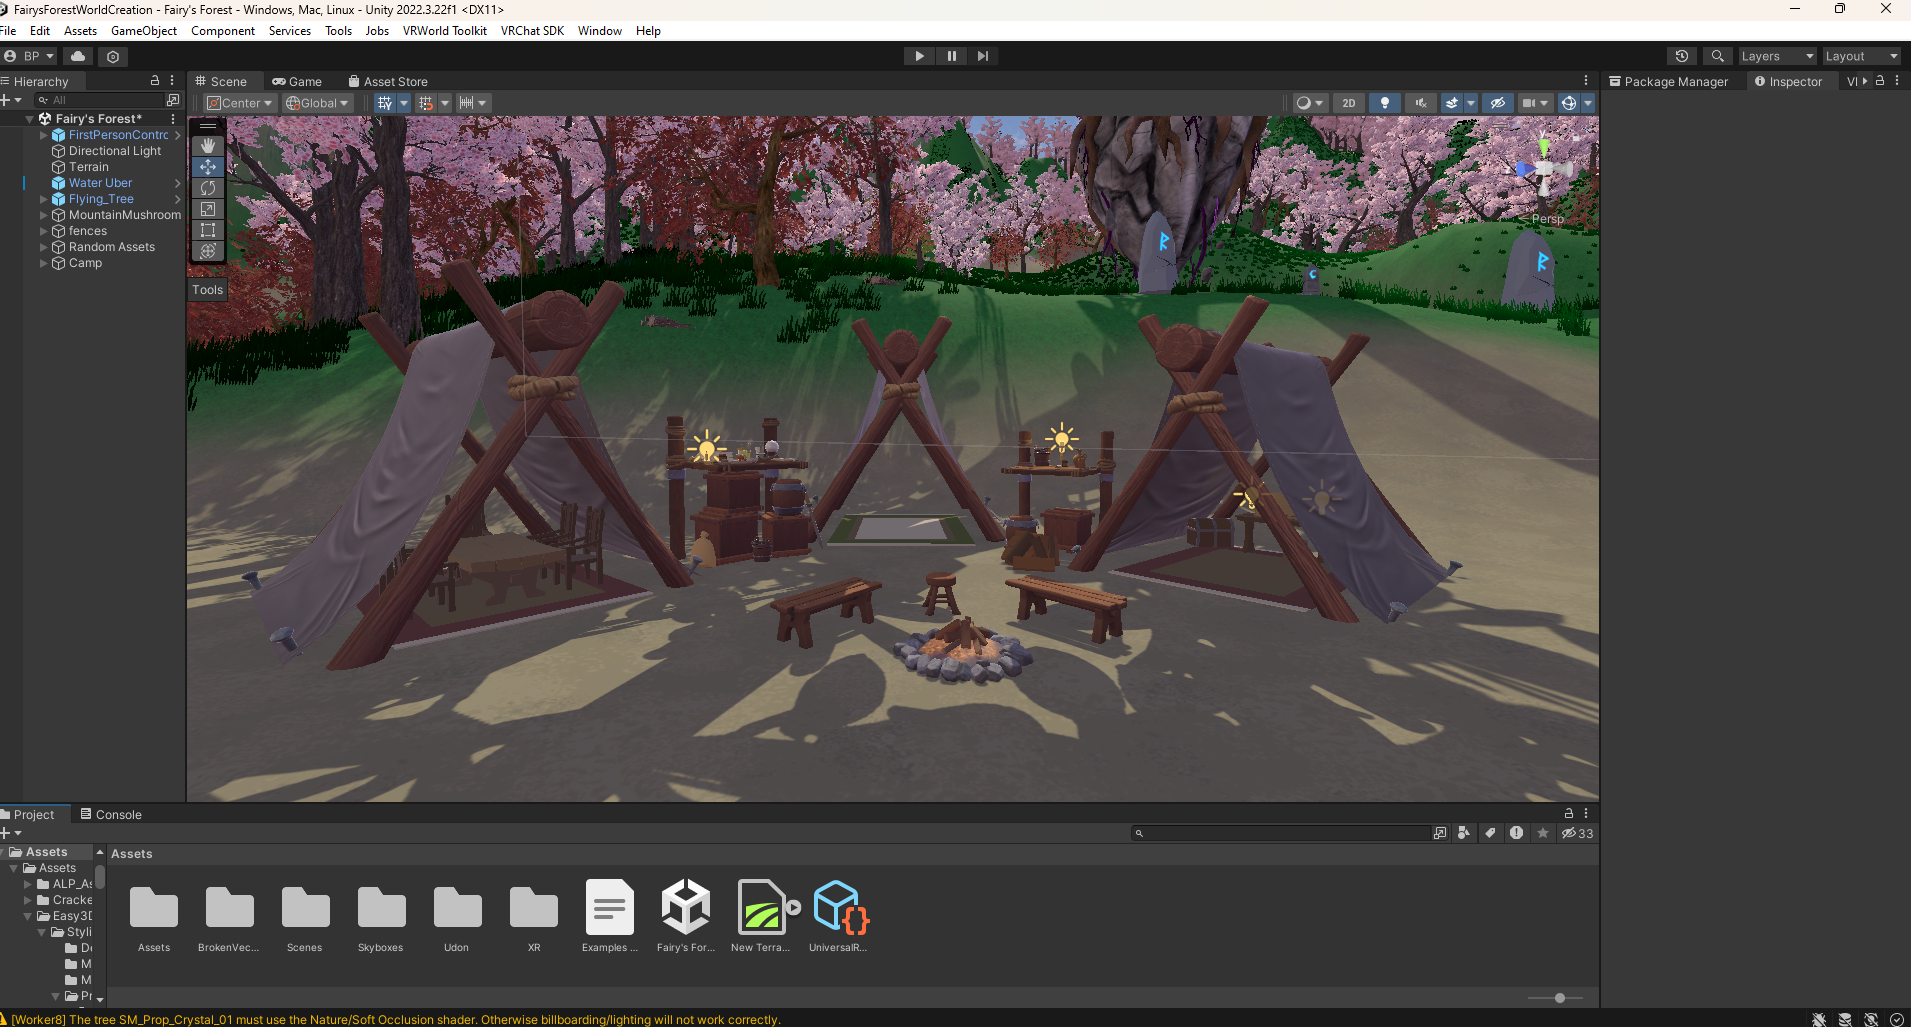 FairysForestWorldCreation - Fairy's Forest - Windows, Mac, Linux - Unity 2022.3.22f1 <DX11>
File Edit Assets GameObject Component Services Tools Jobs VRWorld Toolkit VRChat SDK Window Help
BP Layers Layout
Hierarchy Scene Game Asset Store Package Manager Inspector
All Center Global 2D
Fairy's Forest*
FirstPersonContrc
Directional Light
Terrain
Water Uber
Flying_Tree
MountainMushroom
fences
Random Assets
Camp
Tools
y
Persp
Project Console
33
Assets Assets
Assets
ALP_As
Cracke
Easy3D
Styli
De
M
M
Pr
Assets BrokenVec... Scenes Skyboxes Udon XR Examples ... Fairy's For... New Terra... UniversalR...
[Worker8] The tree SM_Prop_Crystal_01 must use the Nature/Soft Occlusion shader. Otherwise billboarding/lighting will not work correctly.